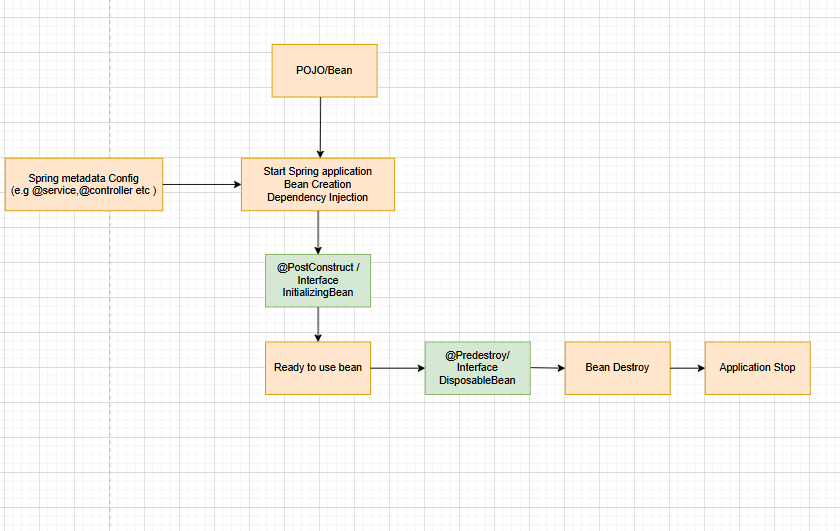 POJO/Bean
Spring metadata Config
(e.g @service,@controller etc )
Start Spring application
Bean Creation
Dependency Injection
@PostConstruct /
Interface
InitializingBean
Ready to use bean
@Predestroy/
Interface
DisposableBean
Bean Destroy
Application Stop